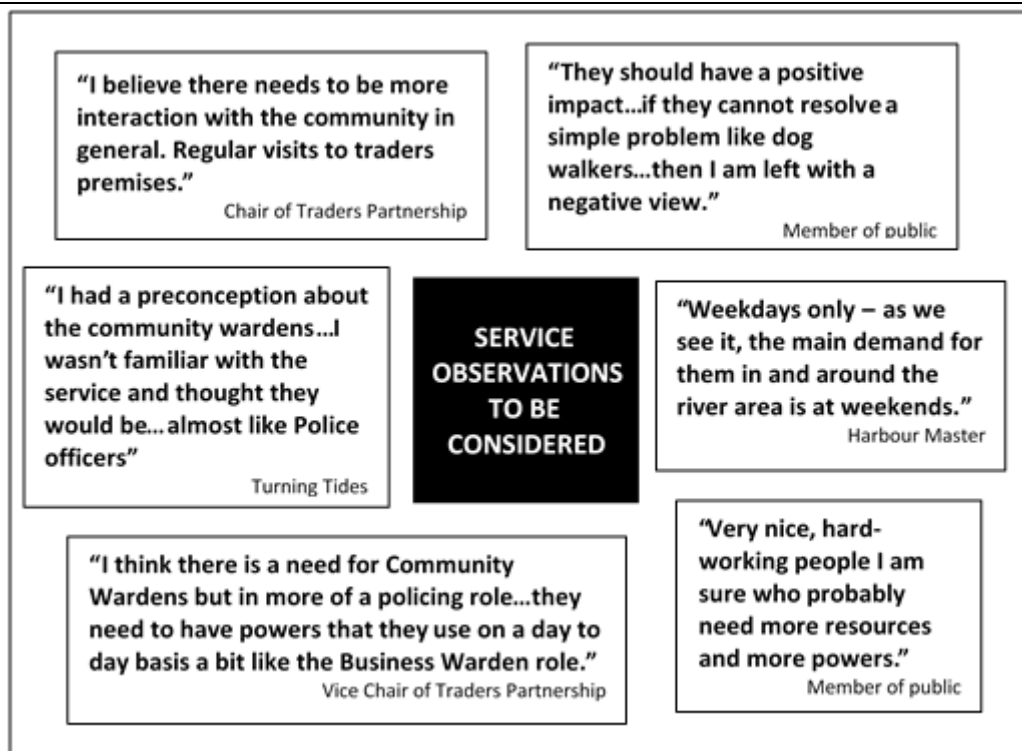 “I believe there needs to be more
interaction with the community in
general. Regular visits to traders
premises.”
Chair of Traders Partnership
“They should have a positive
impact…if they cannot resolve a
simple problem like dog
walkers…then I am left with a
negative view.”
Member of public
“I had a preconception about
the community wardens…I
wasn’t familiar with the
service and thought they
would be…almost like Police
officers”
Turning Tides
SERVICE
OBSERVATIONS
TO BE
CONSIDERED
“Weekdays only – as we
see it, the main demand for
them in and around the
river area is at weekends.”
Harbour Master
“I think there is a need for Community
Wardens but in more of a policing role…they
need to have powers that they use on a day to
day basis a bit like the Business Warden role.”
Vice Chair of Traders Partnership
“Very nice, hard-
working people I am
sure who probably
need more resources
and more powers.”
Member of public